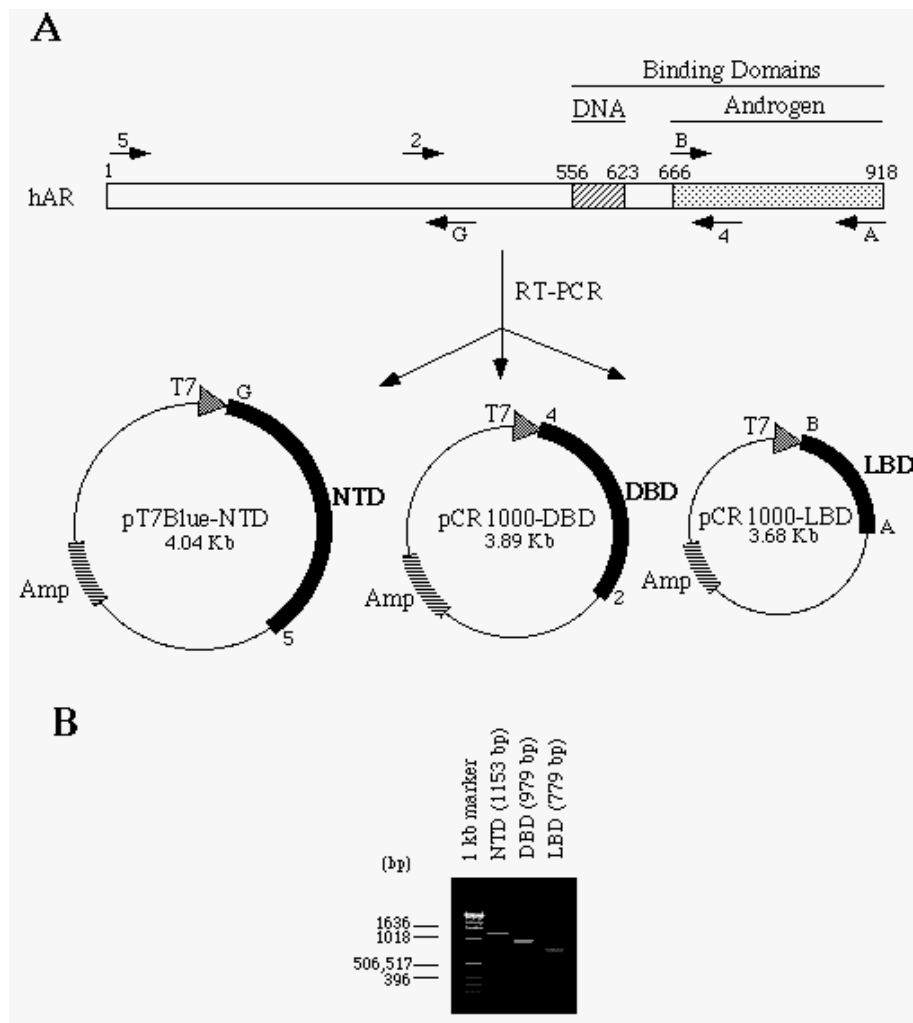 A
Binding Domains
DNA Androgen
5 2 B
1 556 623 666 918
hAR
G 4 A
RT-PCR
T7 G
NTD
pT7Blue-NTD
4.04 Kb
Amp
5
T7 4
DBD
pCR1000-DBD
3.89 Kb
Amp
2
T7 B
LBD
pCR1000-LBD
3.68 Kb
A
Amp
B
1 kb marker
NTD (1153 bp)
DBD (979 bp)
LBD (779 bp)
(bp)
1636
1018
506,517
396